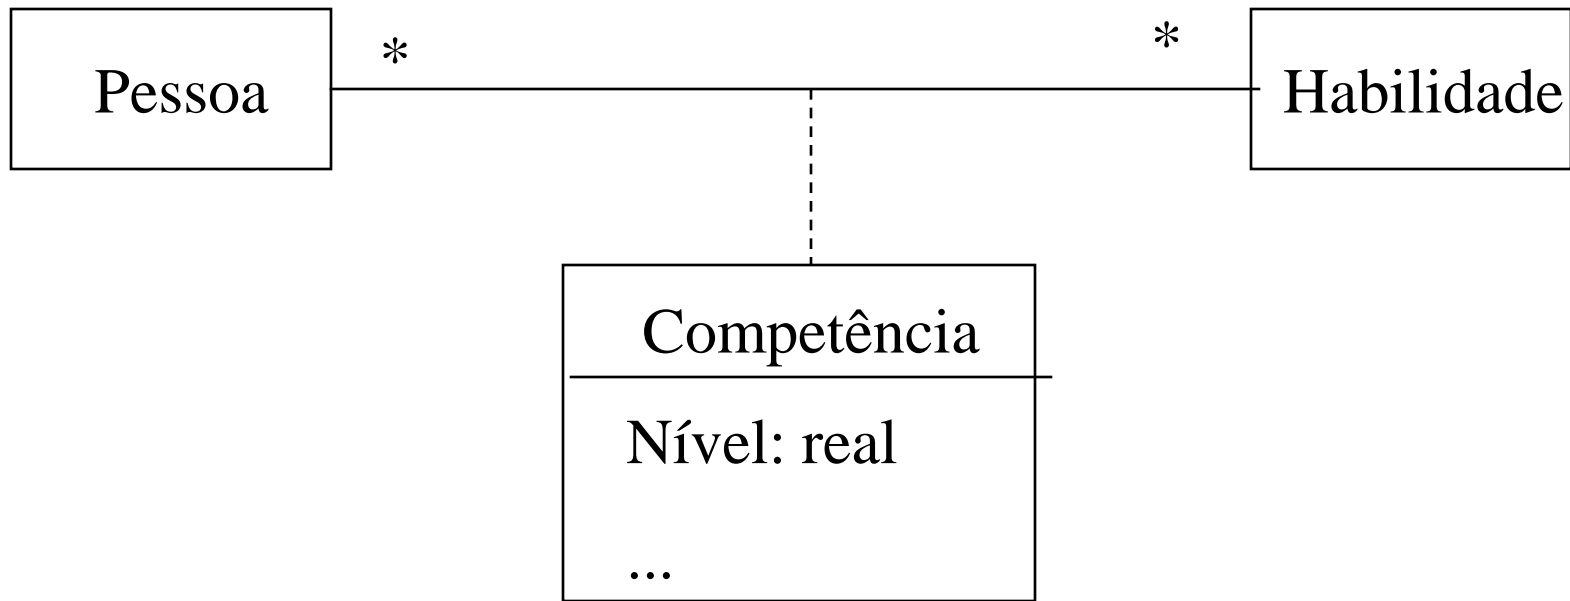 *
*
Pessoa
Habilidade
Competência
Nível: real
...